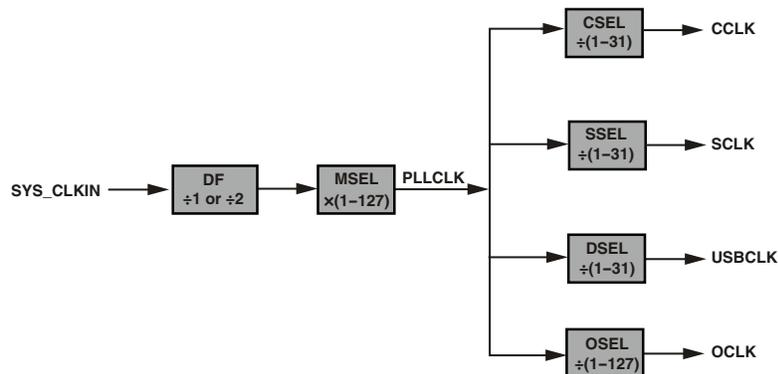 CSEL
÷(1–31)
CCLK
SSEL
÷(1–31)
SCLK
SYS_CLKIN
DF
÷1 or ÷2
MSEL
×(1–127)
PLLCLK
DSEL
÷(1–31)
USBCLK
OSEL
÷(1–127)
OCLK